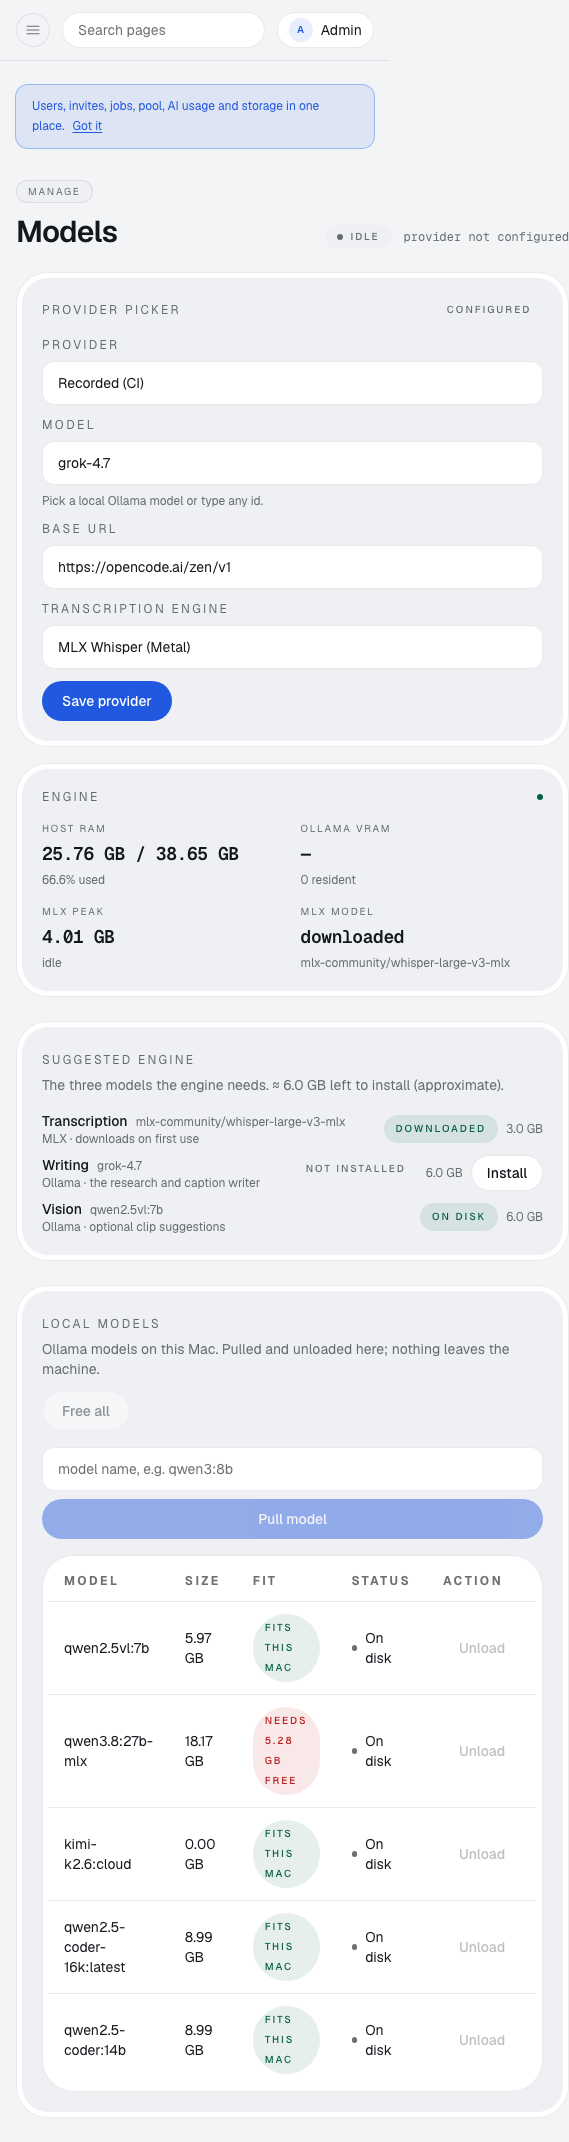 Search pages
A
Admin
Users, invites, jobs, pool, AI usage and storage in one
place. Got it
MANAGE
Models
IDLE
provider not configured
PROVIDER PICKER
CONFIGURED
PROVIDER
Recorded (CI)
MODEL
grok-4.7
Pick a local Ollama model or type any id.
BASE URL
https://opencode.ai/zen/v1
TRANSCRIPTION ENGINE
MLX Whisper (Metal)
Save provider
ENGINE
HOST RAM
OLLAMA VRAM
25.76 GB / 38.65 GB
—
66.6% used
0 resident
MLX PEAK
MLX MODEL
4.01 GB
downloaded
idle
mlx-community/whisper-large-v3-mlx
SUGGESTED ENGINE
The three models the engine needs. ≈ 6.0 GB left to install (approximate).
Transcription mlx-community/whisper-large-v3-mlx
MLX · downloads on first use
DOWNLOADED
3.0 GB
Writing grok-4.7
Ollama · the research and caption writer
NOT INSTALLED
6.0 GB
Install
Vision qwen2.5vl:7b
Ollama · optional clip suggestions
ON DISK
6.0 GB
LOCAL MODELS
Ollama models on this Mac. Pulled and unloaded here; nothing leaves the
machine.
Free all
model name, e.g. qwen3:8b
Pull model
MODEL SIZE FIT STATUS ACTION
qwen2.5vl:7b
5.97
GB
FITS
THIS
MAC
On
disk
Unload
qwen3.8:27b-
mlx
18.17
GB
NEEDS
5.28
GB
FREE
On
disk
Unload
kimi-
k2.6:cloud
0.00
GB
FITS
THIS
MAC
On
disk
Unload
qwen2.5-
coder-
16k:latest
8.99
GB
FITS
THIS
MAC
On
disk
Unload
qwen2.5-
coder:14b
8.99
GB
FITS
THIS
MAC
On
disk
Unload